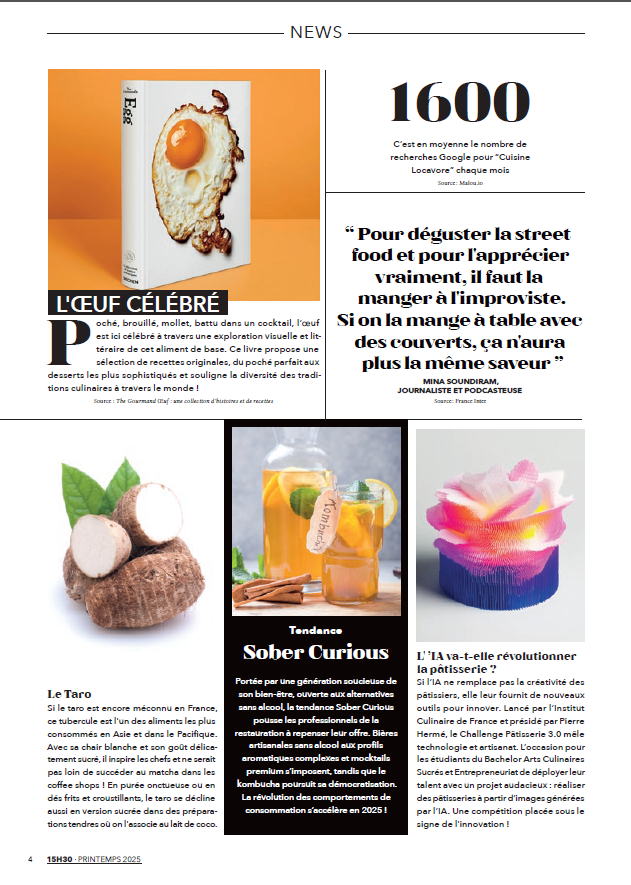 NEWS
Egg
TASCHEN
L'ŒUF CÉLÉBRÉ
Poché, brouillé, mollet, battu dans un cocktail, l'œuf
est ici célébré à travers une exploration visuelle et lit-
téraire de cet aliment de base. Ce livre propose une
sélection de recettes originales, du poché parfait aux
desserts les plus sophistiqués et souligne la diversité des tradi-
tions culinaires à travers le monde !
Source : The Gourmand Œuf : une collection d'histoires et de recettes
1600
C'est en moyenne le nombre de
recherches Google pour "Cuisine
Locavore" chaque mois
Source : Malou.io
“ Pour déguster la street
food et pour l'apprécier
vraiment, il faut la
manger à l'improviste.
Si on la mange à table avec
des couverts, ça n'aura
plus la même saveur ”
MINA SOUNDIRAM,
JOURNALISTE ET PODCASTEUSE
Source : France Inter
Le Taro
Si le taro est encore méconnu en France,
ce tubercule est l'un des aliments les plus
consommés en Asie et dans le Pacifique.
Avec sa chair blanche et son goût délica-
tement sucré, il inspire les chefs et ne serait
pas loin de succéder au matcha dans les
coffee shops ! En purée onctueuse ou en
dés frits et croustillants, le taro se décline
aussi en version sucrée dans des prépara-
tions tendres où on l'associe au lait de coco.
Kombucha
Tendance
Sober Curious
Portée par une génération soucieuse de
son bien-être, ouverte aux alternatives
sans alcool, la tendance Sober Curious
pousse les professionnels de la
restauration à repenser leur offre. Bières
artisanales sans alcool aux profils
aromatiques complexes et mocktails
premium s'imposent, tandis que le
kombucha poursuit sa démocratisation.
La révolution des comportements de
consommation s'accélère en 2025 !
L' 'IA va-t-elle révolutionner
la pâtisserie ?
Si l'IA ne remplace pas la créativité des
pâtissiers, elle leur fournit de nouveaux
outils pour innover. Lancé par l'Institut
Culinaire de France et présidé par Pierre
Hermé, le Challenge Pâtisserie 3.0 mêle
technologie et artisanat. L'occasion pour
les étudiants du Bachelor Arts Culinaires
Sucrés et Entrepreneuriat de déployer leur
talent avec un projet audacieux : réaliser
des pâtisseries à partir d'images générées
par l'IA. Une compétition placée sous le
signe de l'innovation !
4 15H30 · PRINTEMPS 2025